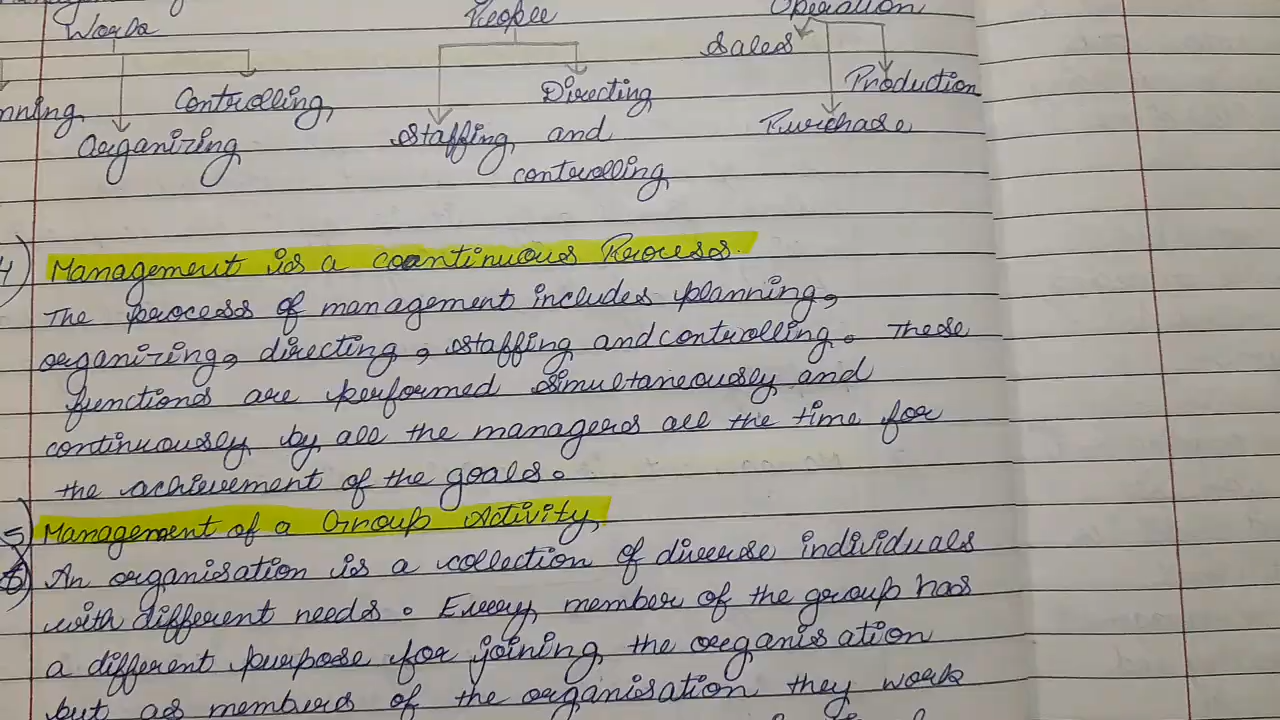 Works People Operation
Sales
Directing Production
nning Controlling
Organizing staffing and Purchase
controlling
4) Management is a coontinuous Process.
The process of management includes planning,
organizing, directing, staffing and controlling. These
functions are performed simultaneously and
continuously by all the managers all the time for
the achievement of the goals.
5) Management of a Group Activity
6) An organisation is a collection of diverse individuals
with different needs. Every member of the group has
a different purpose for joining the organisation
but as members of the organisation they work